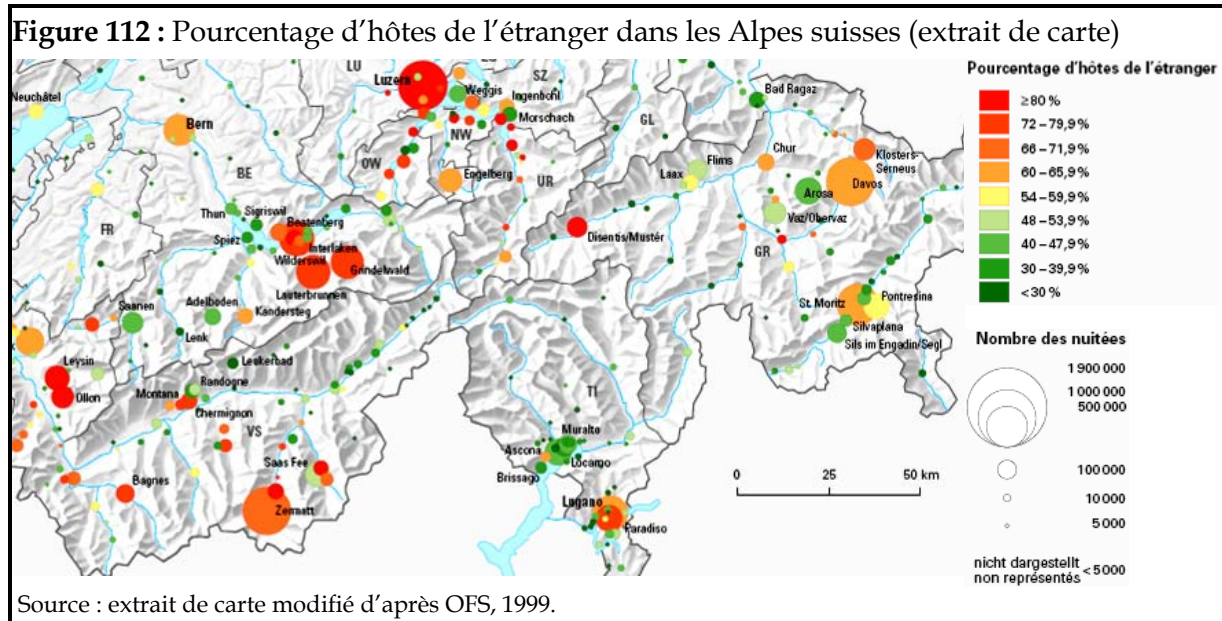 Figure 112 : Pourcentage d'hôtes de l'étranger dans les Alpes suisses (extrait de carte)
Neuchâtel
LU
Luzern
SZ
Weggis
Ingenbohl
Morschach
Bad Ragaz
Bern
NW
GL
OW
BE
Engelberg
UR
Flims
Chur
Klosters-
Serneus
Laax
Arosa
Davos
FR
Thun
Sigriswil
Beatenberg
Spiez
Interlaken
Wilderswil
Grindelwald
Lauterbrunnen
Disentis/Mustér
Vaz/Obervaz
GR
Saanen
Adelboden
Kandersteg
Lenk
St. Moritz
Pontresina
Silvaplana
Sils im Engadin/Segl
Leysin
Leukerbad
Ollon
Montana
Randogne
Chermignon
VS
TI
Muralto
Ascona
Locarno
Brissago
Saas Fee
Bagnes
Zermatt
Lugano
Paradiso
0 25 50 km
Pourcentage d'hôtes de l'étranger
≥80 %
72 – 79,9 %
66 – 71,9 %
60 – 65,9 %
54 – 59,9 %
48 – 53,9 %
40 – 47,9 %
30 – 39,9 %
<30 %
Nombre des nuitées
1 900 000
1 000 000
500 000
100 000
10 000
5 000
nicht dargestellt
non représentés < 5000
Source : extrait de carte modifié d'après OFS, 1999.